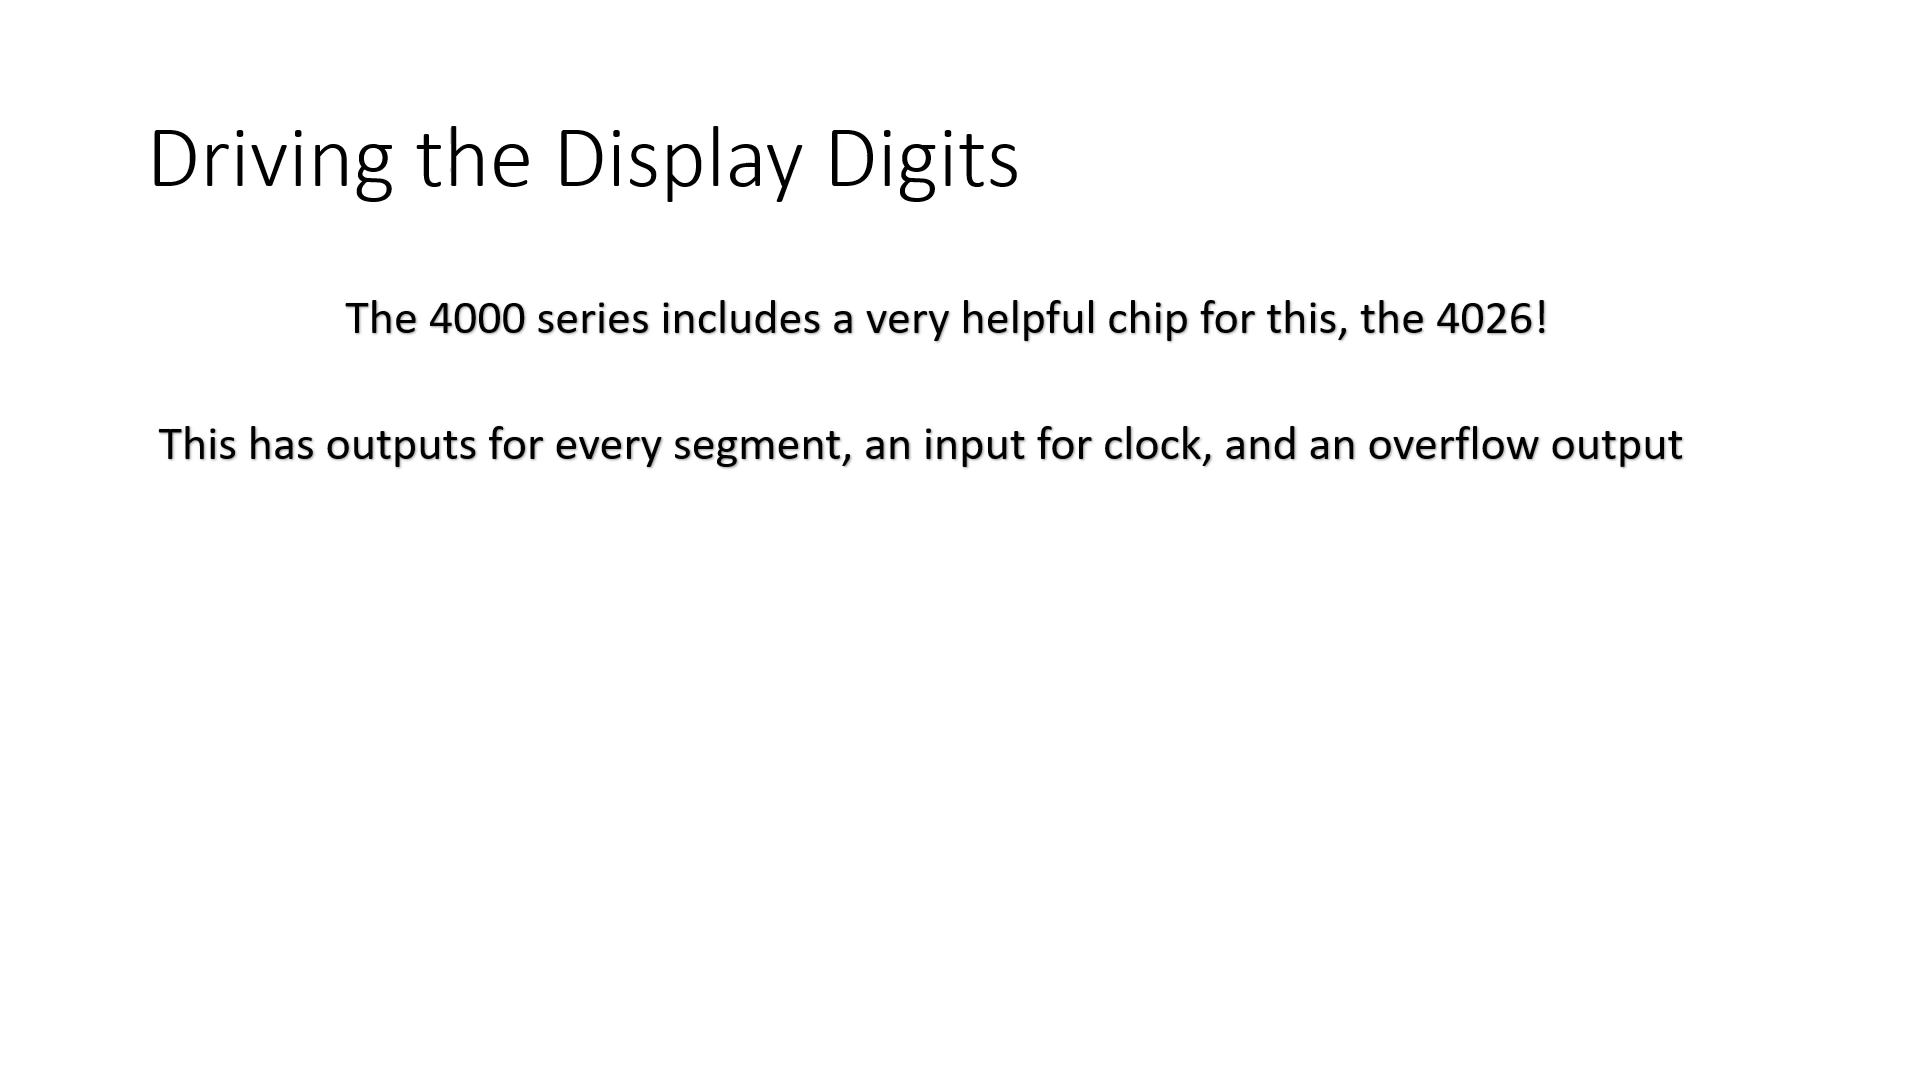 Driving the Display Digits
The 4000 series includes a very helpful chip for this, the 4026!
This has outputs for every segment, an input for clock, and an overflow output